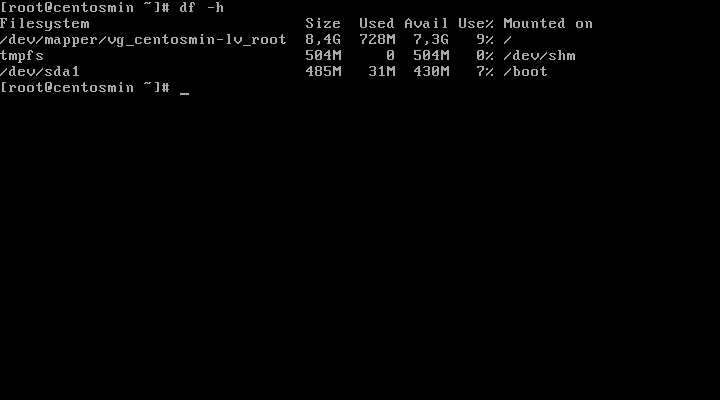 [root@centosmin ~]# df -h
Filesystem                    Size  Used Avail Use% Mounted on
/dev/mapper/vg_centosmin-lv_root  8,4G  728M  7,3G   9% /
tmpfs                         504M     0  504M   0% /dev/shm
/dev/sda1                     485M   31M  430M   7% /boot
[root@centosmin ~]# _